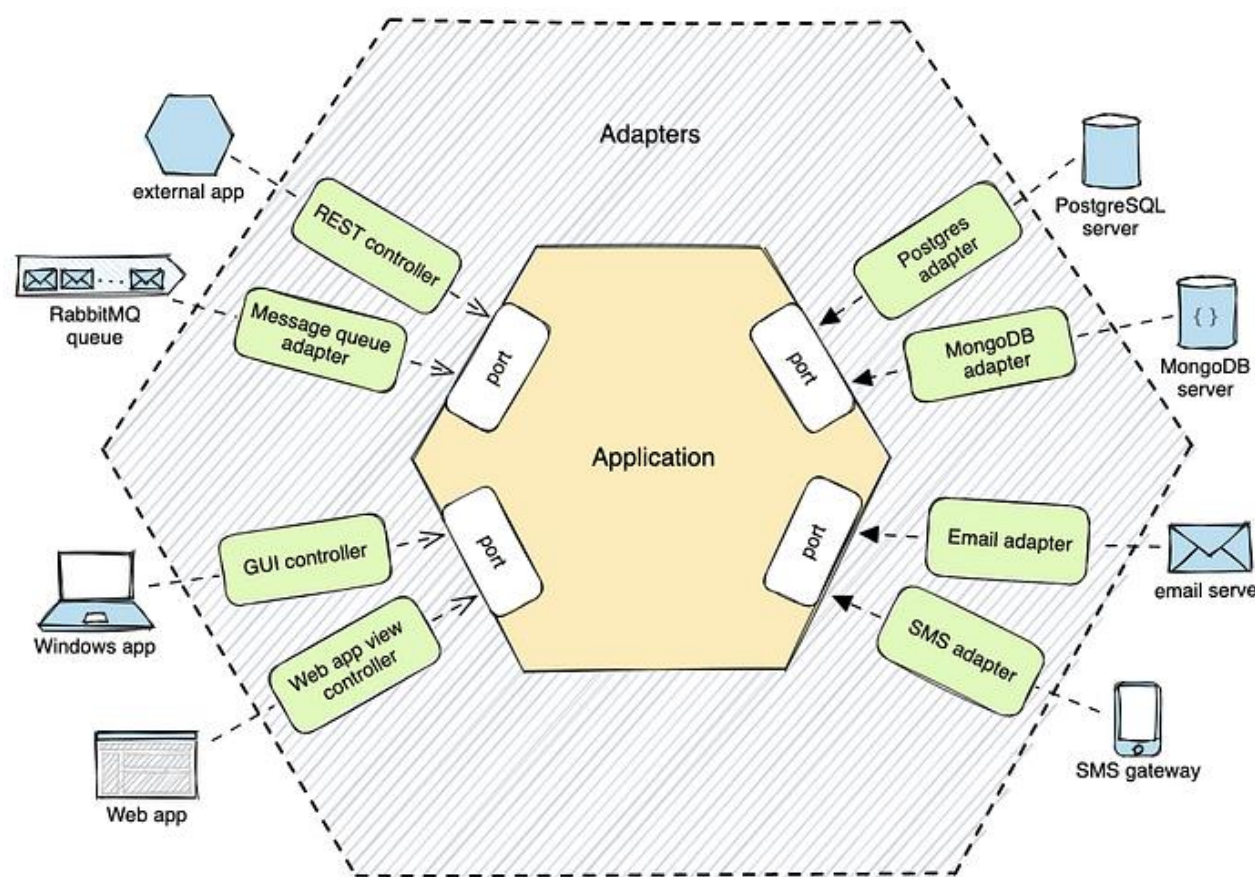 Adapters
external app
REST controller
RabbitMQ
queue
Message queue
adapter
port
GUI controller
Windows app
Web app view
controller
Web app
port
Application
PostgreSQL
server
Postgres
adapter
{ }
MongoDB
server
MongoDB
adapter
port
Email adapter
email server
SMS adapter
SMS gateway
port